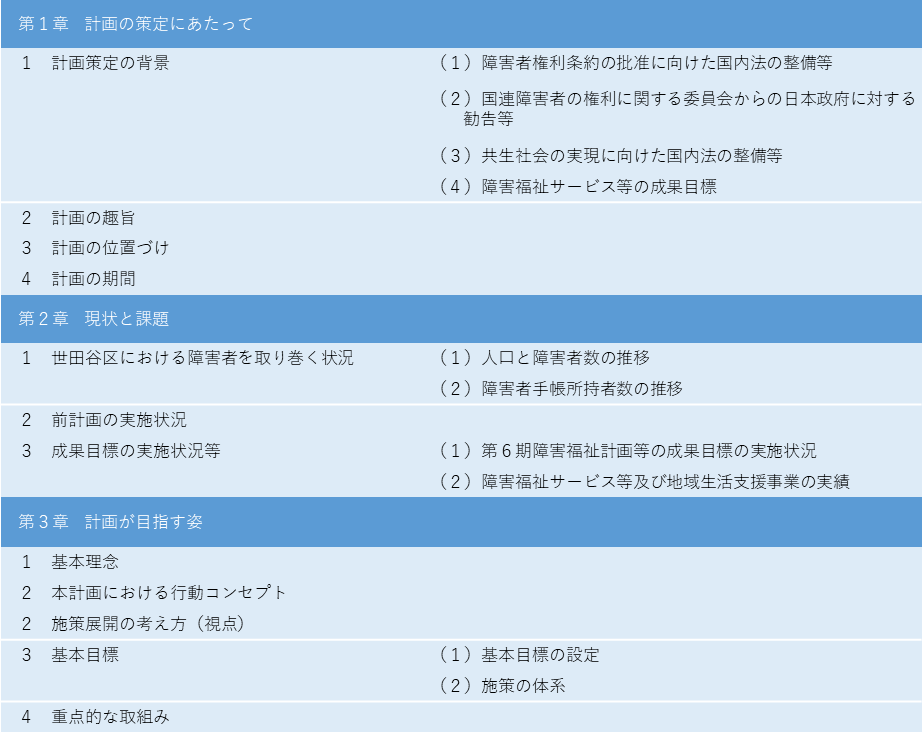 第１章　計画の策定にあたって
1　計画策定の背景　（１）障害者権利条約の批准に向けた国内法の整備等
（２）国連障害者の権利に関する委員会からの日本政府に対する
勧告等
（３）共生社会の実現に向けた国内法の整備等
（４）障害福祉サービス等の成果目標
2　計画の趣旨
3　計画の位置づけ
4　計画の期間
第２章　現状と課題
1　世田谷区における障害者を取り巻く状況　（１）人口と障害者数の推移
（２）障害者手帳所持者数の推移
2　前計画の実施状況
3　成果目標の実施状況等　（１）第６期障害福祉計画等の成果目標の実施状況
（２）障害福祉サービス等及び地域生活支援事業の実績
第３章　計画が目指す姿
1　基本理念
2　本計画における行動コンセプト
2　施策展開の考え方（視点）
3　基本目標　（１）基本目標の設定
（２）施策の体系
4　重点的な取組み